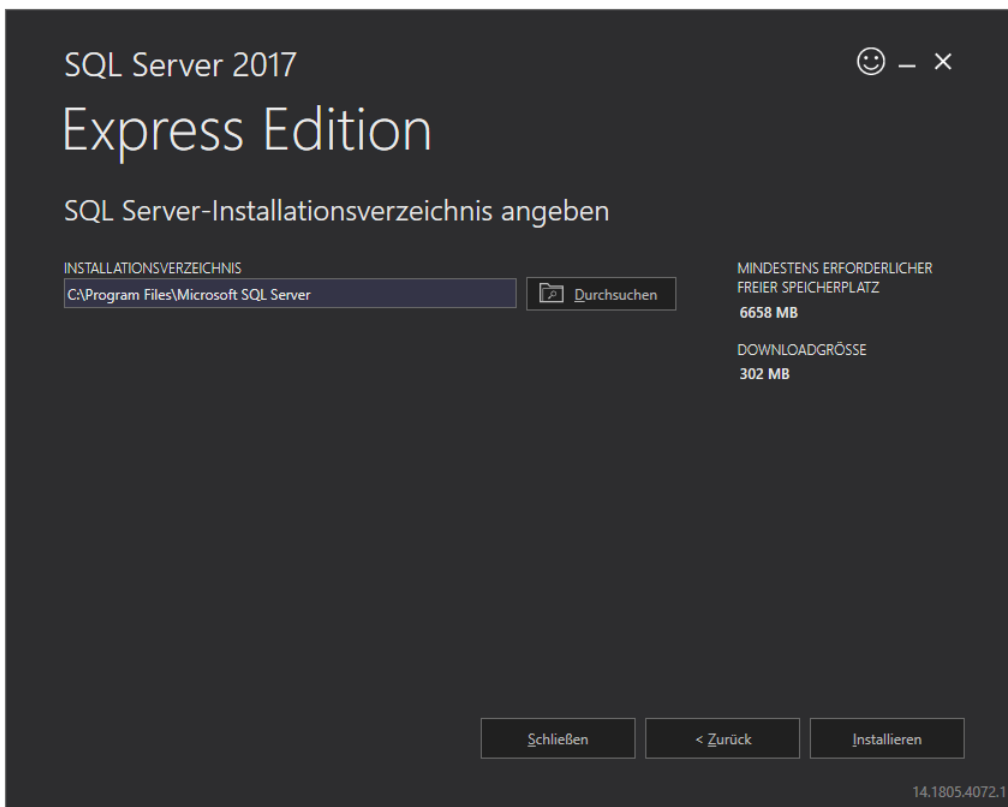 SQL Server 2017
Express Edition
SQL Server-Installationsverzeichnis angeben
INSTALLATIONSVERZEICHNIS
C:\Program Files\Microsoft SQL Server
Durchsuchen
MINDESTENS ERFORDERLICHER
FREIER SPEICHERPLATZ
6658 MB
DOWNLOADGRÖSSE
302 MB
Schließen
< Zurück
Installieren
14.1805.4072.1